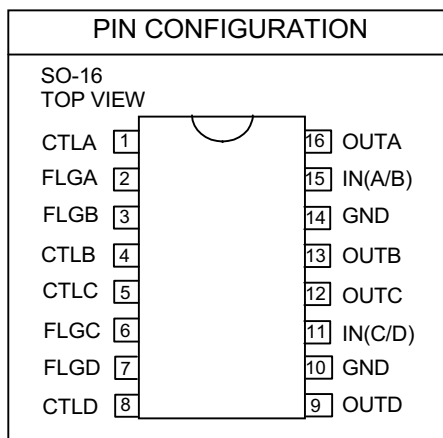 PIN CONFIGURATION
SO-16
TOP VIEW
CTLA 1 16 OUTA
FLGA 2 15 IN(A/B)
FLGB 3 14 GND
CTLB 4 13 OUTB
CTLC 5 12 OUTC
FLGC 6 11 IN(C/D)
FLGD 7 10 GND
CTLD 8 9 OUTD